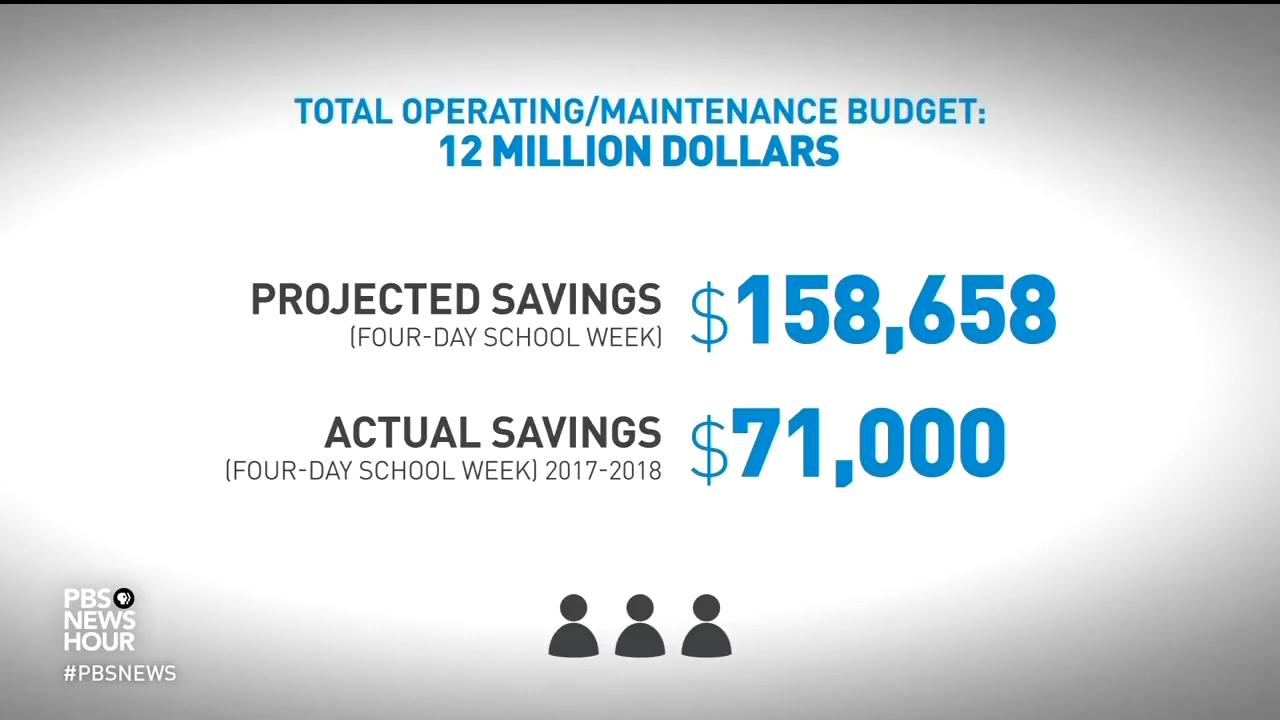 TOTAL OPERATING/MAINTENANCE BUDGET:
12 MILLION DOLLARS
PROJECTED SAVINGS $158,658
(FOUR-DAY SCHOOL WEEK)
ACTUAL SAVINGS $71,000
(FOUR-DAY SCHOOL WEEK) 2017-2018
PBS
NEWS
HOUR
#PBSNEWS